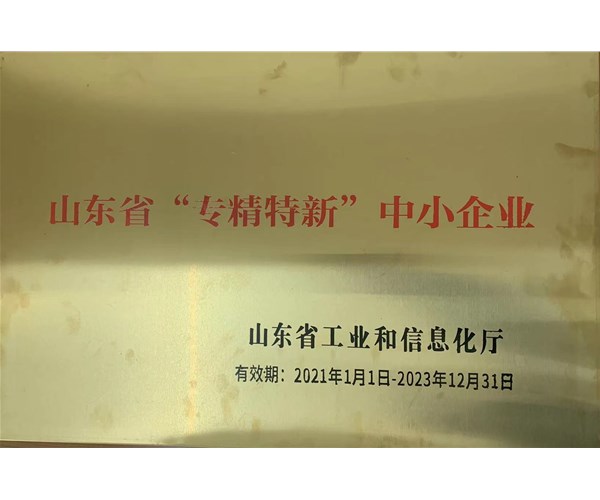 山东省“专精特新”中小企业
山东省工业和信息化厅
有效期：2021年1月1日-2023年12月31日